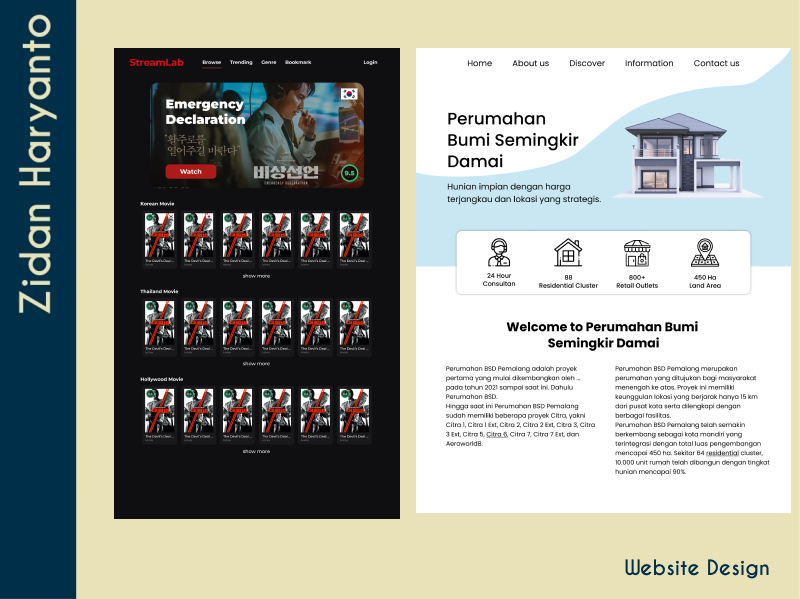 Zidan Haryanto
StreamLab
Browse Trending Genre Bookmark Login
Emergency
Declaration
"황주로를
열어주길 바란다"
Watch
비상선언
EMERGENCY DECLARATION
9.5
Korean Movie
The Devil's Deal... The Devil's Deal... The Devil's Deal... The Devil's Deal... The Devil's Deal... The Devil's Deal...
show more
Thailand Movie
The Devil's Deal... The Devil's Deal... The Devil's Deal... The Devil's Deal... The Devil's Deal... The Devil's Deal...
show more
Hollywood Movie
The Devil's Deal... The Devil's Deal... The Devil's Deal... The Devil's Deal... The Devil's Deal... The Devil's Deal...
show more
Home About us Discover Information Contact us
Perumahan
Bumi Semingkir
Damai
Hunian impian dengan harga
terjangkau dan lokasi yang strategis.
24 Hour
Consultan
88
Residential Cluster
800+
Retail Outlets
450 Ha
Land Area
Welcome to Perumahan Bumi
Semingkir Damai
Perumahan BSD Pemalang adalah proyek
pertama yang mulai dikembangkan oleh ...
pada tahun 2021 sampai saat ini, Dahulu
Perumahan BSD.
Hingga saat ini Perumahan BSD Pemalang
sudah memiliki beberapa proyek Citra, yakni
Citra 1, Citra 1 Ext, Citra 2, Citra 2 Ext, Citra 3, Citra
3 Ext, Citra 5, Citra 6, Citra 7, Citra 7 Ext, dan
Aeroworld8.
Perumahan BSD Pemalang merupakan
perumahan yang ditujukan bagi masyarakat
menengah ke atas. Proyek ini memiliki
keunggulan lokasi yang berjarak hanya 15 km
dari pusat kota serta dilengkapi dengan
berbagai fasilitas.
Perumahan BSD Pemalang telah semakin
berkembang sebagai kota mandiri yang
terintegrasi dengan total luas pengembangan
mencapai 450 ha. Sekitar 64 residential cluster,
10.000 unit rumah telah dibangun dengan tingkat
hunian mencapai 90%.
Website Design